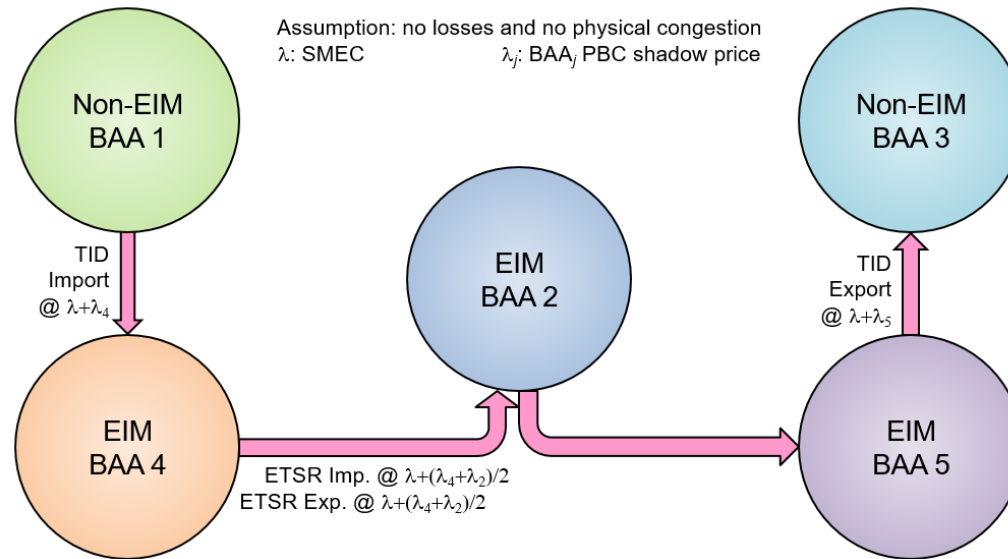 Assumption: no losses and no physical congestion
λ: SMEC λj: BAAj PBC shadow price
Non-EIM
BAA 1
Non-EIM
BAA 3
TID
Import
@ λ+λ4
EIM
BAA 2
TID
Export
@ λ+λ5
EIM
BAA 4
EIM
BAA 5
ETSR Imp. @ λ+(λ4+λ2)/2
ETSR Exp. @ λ+(λ4+λ2)/2